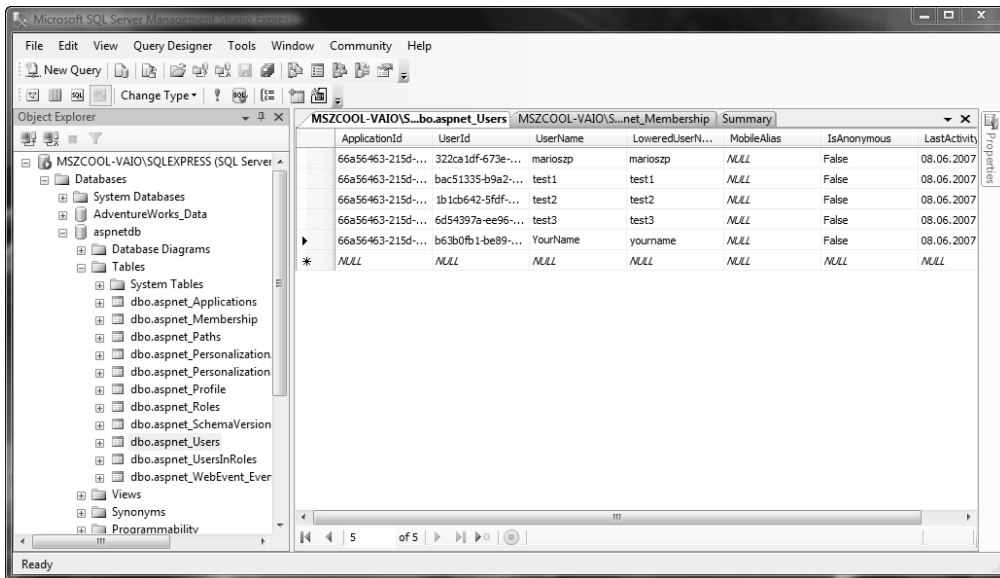 Microsoft SQL Server Management Studio Express
File Edit View Query Designer Tools Window Community Help
New Query
Change Type
Object Explorer
MSZCOOL-VAIO\SQLEXPRESS (SQL Server
Databases
System Databases
AdventureWorks_Data
aspnetdb
Database Diagrams
Tables
System Tables
dbo.aspnet_Applications
dbo.aspnet_Membership
dbo.aspnet_Paths
dbo.aspnet_Personalization
dbo.aspnet_Personalization
dbo.aspnet_Profile
dbo.aspnet_Roles
dbo.aspnet_SchemaVersion
dbo.aspnet_Users
dbo.aspnet_UsersInRoles
dbo.aspnet_WebEvent_Ever
Views
Synonyms
Programmability
MSZCOOL-VAIO\S...bo.aspnet_Users MSZCOOL-VAIO\S...net_Membership Summary
ApplicationId UserId UserName LoweredUserN... MobileAlias IsAnonymous LastActivity
66a56463-215d-... 322ca1df-673e-... marioszp marioszp NULL False 08.06.2007
66a56463-215d-... bac51335-b9a2-... test1 test1 NULL False 08.06.2007
66a56463-215d-... 1b1cb642-5fdf-... test2 test2 NULL False 08.06.2007
66a56463-215d-... 6d54397a-ee96-... test3 test3 NULL False 08.06.2007
66a56463-215d-... b63b0fb1-be89-... YourName yourname NULL False 08.06.2007
NULL NULL NULL NULL NULL NULL NULL
5 of 5
Properties
Ready